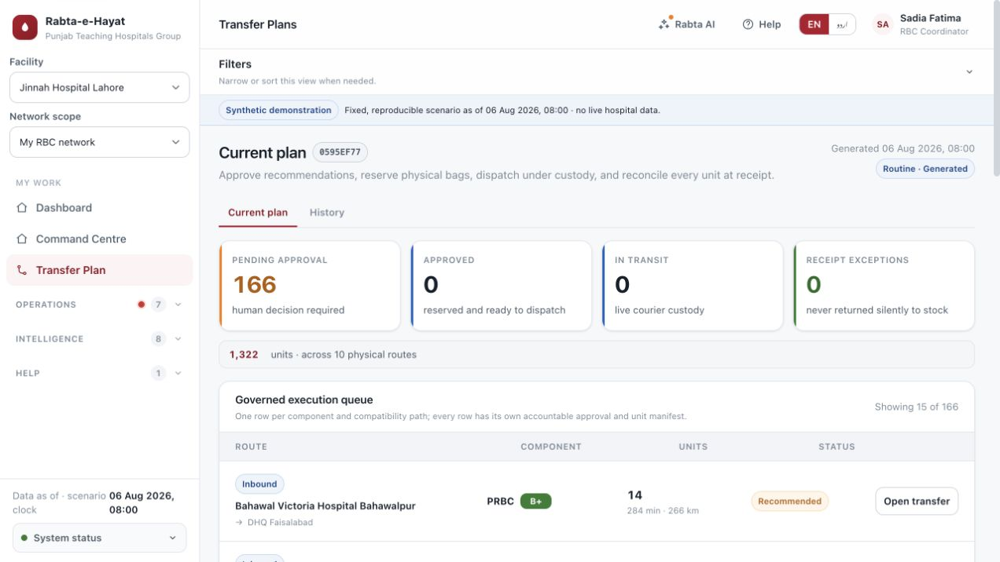 Rabta-e-Hayat
Punjab Teaching Hospitals Group
Facility
Jinnah Hospital Lahore
Network scope
My RBC network
MY WORK
Dashboard
Command Centre
Transfer Plan
OPERATIONS 7
INTELLIGENCE 8
HELP 1
Data as of · scenario clock 06 Aug 2026, 08:00
System status
Transfer Plans
Rabta AI
Help
EN اردو
SA
Sadia Fatima
RBC Coordinator
Filters
Narrow or sort this view when needed.
Synthetic demonstration Fixed, reproducible scenario as of 06 Aug 2026, 08:00 · no live hospital data.
Current plan 0595EF77
Generated 06 Aug 2026, 08:00
Approve recommendations, reserve physical bags, dispatch under custody, and reconcile every unit at receipt.
Routine · Generated
Current plan History
PENDING APPROVAL
166
human decision required
APPROVED
0
reserved and ready to dispatch
IN TRANSIT
0
live courier custody
RECEIPT EXCEPTIONS
0
never returned silently to stock
1,322 units · across 10 physical routes
Governed execution queue
One row per component and compatibility path; every row has its own accountable approval and unit manifest.
Showing 15 of 166
ROUTE COMPONENT UNITS STATUS
Inbound
Bahawal Victoria Hospital Bahawalpur
→ DHQ Faisalabad
PRBC B+
14
284 min · 266 km
Recommended
Open transfer